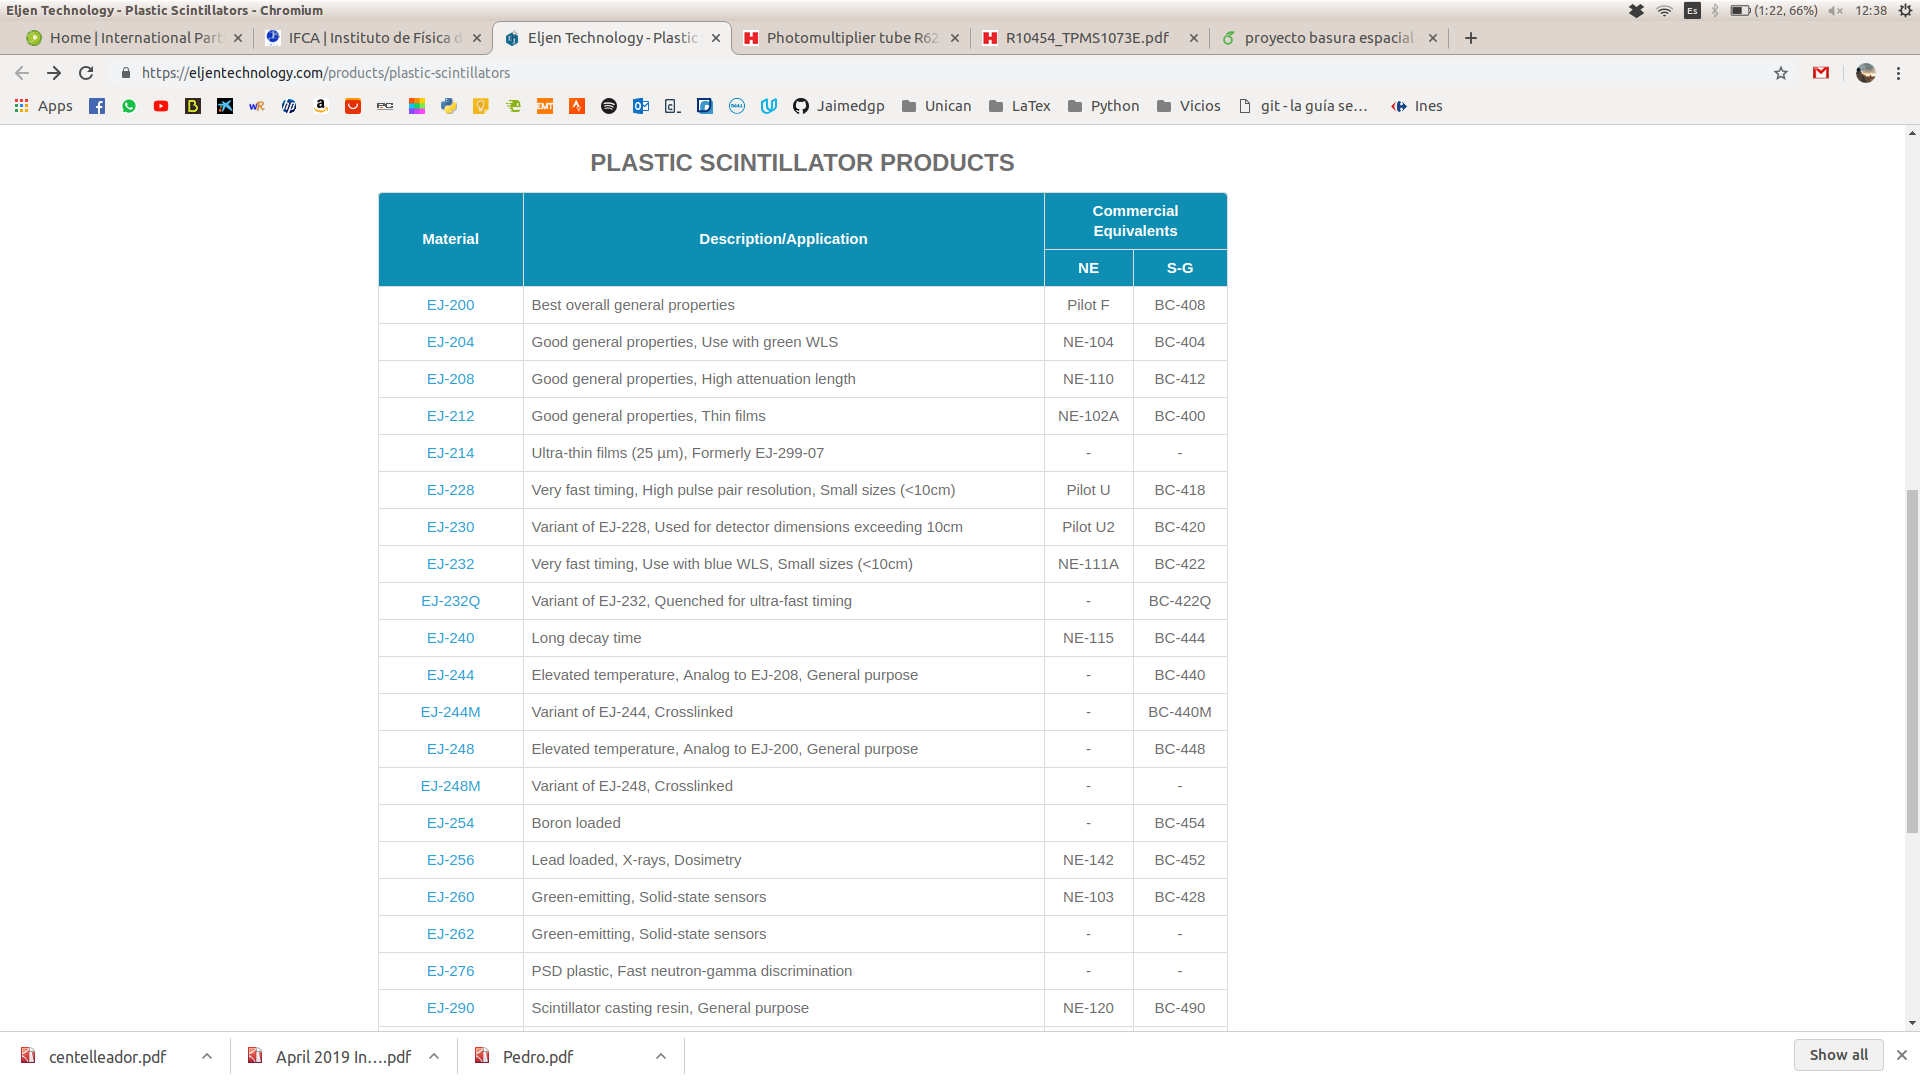 Eljen Technology - Plastic Scintillators - Chromium
Es (1:22, 66%) 12:38
Home | International Part
IFCA | Instituto de Física d
Eljen Technology - Plastic
Photomultiplier tube R62
R10454_TPMS1073E.pdf
proyecto basura espacial
https://eljentechnology.com/products/plastic-scintillators
Apps
Jaimedgp
Unican
LaTex
Python
Vicios
git - la guía se...
Ines
PLASTIC SCINTILLATOR PRODUCTS
Material Description/Application Commercial Equivalents
NE S-G
EJ-200 Best overall general properties Pilot F BC-408
EJ-204 Good general properties, Use with green WLS NE-104 BC-404
EJ-208 Good general properties, High attenuation length NE-110 BC-412
EJ-212 Good general properties, Thin films NE-102A BC-400
EJ-214 Ultra-thin films (25 µm), Formerly EJ-299-07 - -
EJ-228 Very fast timing, High pulse pair resolution, Small sizes (<10cm) Pilot U BC-418
EJ-230 Variant of EJ-228, Used for detector dimensions exceeding 10cm Pilot U2 BC-420
EJ-232 Very fast timing, Use with blue WLS, Small sizes (<10cm) NE-111A BC-422
EJ-232Q Variant of EJ-232, Quenched for ultra-fast timing - BC-422Q
EJ-240 Long decay time NE-115 BC-444
EJ-244 Elevated temperature, Analog to EJ-208, General purpose - BC-440
EJ-244M Variant of EJ-244, Crosslinked - BC-440M
EJ-248 Elevated temperature, Analog to EJ-200, General purpose - BC-448
EJ-248M Variant of EJ-248, Crosslinked - -
EJ-254 Boron loaded - BC-454
EJ-256 Lead loaded, X-rays, Dosimetry NE-142 BC-452
EJ-260 Green-emitting, Solid-state sensors NE-103 BC-428
EJ-262 Green-emitting, Solid-state sensors - -
EJ-276 PSD plastic, Fast neutron-gamma discrimination - -
EJ-290 Scintillator casting resin, General purpose NE-120 BC-490
centelleador.pdf
April 2019 In....pdf
Pedro.pdf
Show all